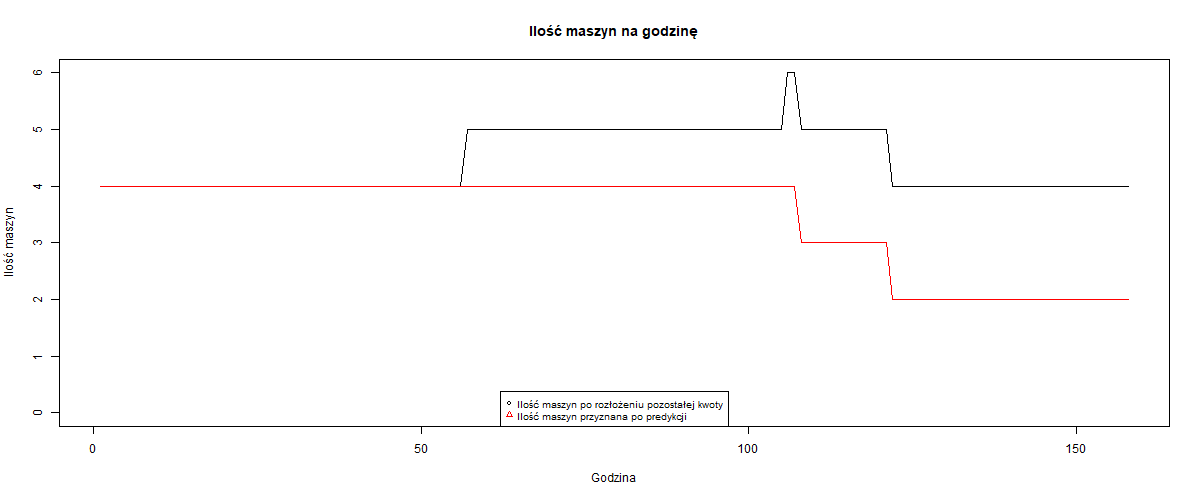 Ilość maszyn na godzinę
Ilość maszyn
6
5
4
3
2
1
0
Ilość maszyn po rozłożeniu pozostałej kwoty
Ilość maszyn przyznana po predykcji
0 50 100 150
Godzina